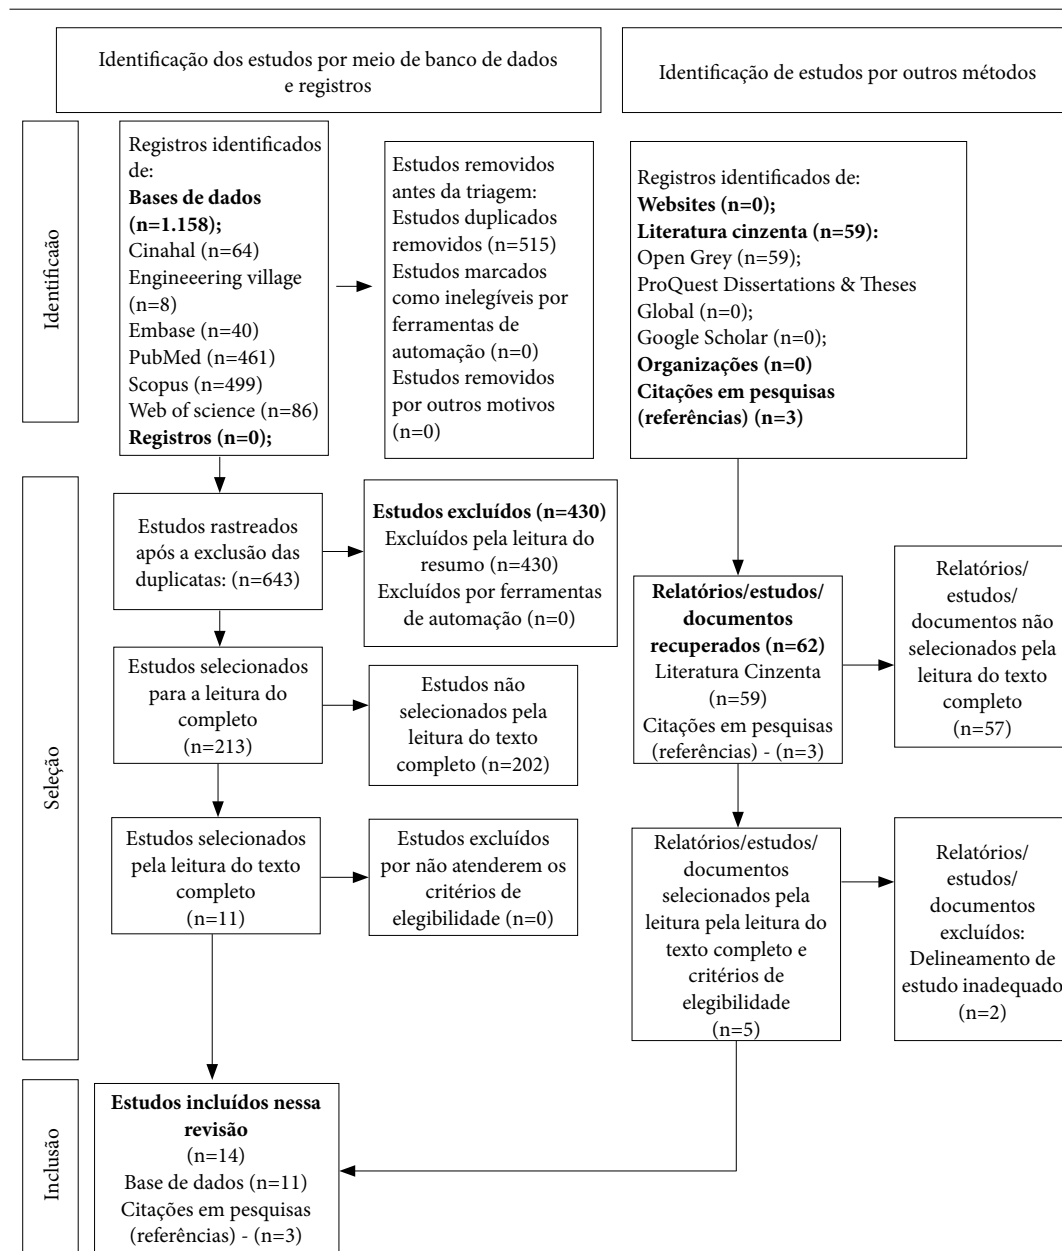 Identificação dos estudos por meio de banco de dados
e registros
Identificação de estudos por outros métodos
Identificação
Registros identificados
de:
Bases de dados
(n=1.158);
Cinahal (n=64)
Engineeering village
(n=8)
Embase (n=40)
PubMed (n=461)
Scopus (n=499)
Web of science (n=86)
Registros (n=0);
Estudos removidos
antes da triagem:
Estudos duplicados
removidos (n=515)
Estudos marcados
como inelegíveis por
ferramentas de
automação (n=0)
Estudos removidos
por outros motivos
(n=0)
Registros identificados de:
Websites (n=0);
Literatura cinzenta (n=59):
Open Grey (n=59);
ProQuest Dissertations & Theses
Global (n=0);
Google Scholar (n=0);
Organizações (n=0)
Citações em pesquisas
(referências) (n=3)
Seleção
Estudos rastreados
após a exclusão das
duplicatas: (n=643)
Estudos excluídos (n=430)
Excluídos pela leitura do
resumo (n=430)
Excluídos por ferramentas
de automação (n=0)
Relatórios/estudos/
documentos
recuperados (n=62)
Literatura Cinzenta
(n=59)
Citações em pesquisas
(referências) - (n=3)
Relatórios/
estudos/
documentos não
selecionados pela
leitura do texto
completo
(n=57)
Estudos selecionados
para a leitura do
completo
(n=213)
Estudos não
selecionados pela
leitura do texto
completo (n=202)
Estudos selecionados
pela leitura do texto
completo
(n=11)
Estudos excluídos
por não atenderem os
critérios de
elegibilidade (n=0)
Relatórios/estudos/
documentos
selecionados pela
leitura pela leitura do
texto completo e
critérios de
elegibilidade
(n=5)
Relatórios/
estudos/
documentos
excluídos:
Delineamento de
estudo inadequado
(n=2)
Inclusão
Estudos incluídos nessa
revisão
(n=14)
Base de dados (n=11)
Citações em pesquisas
(referências) - (n=3)